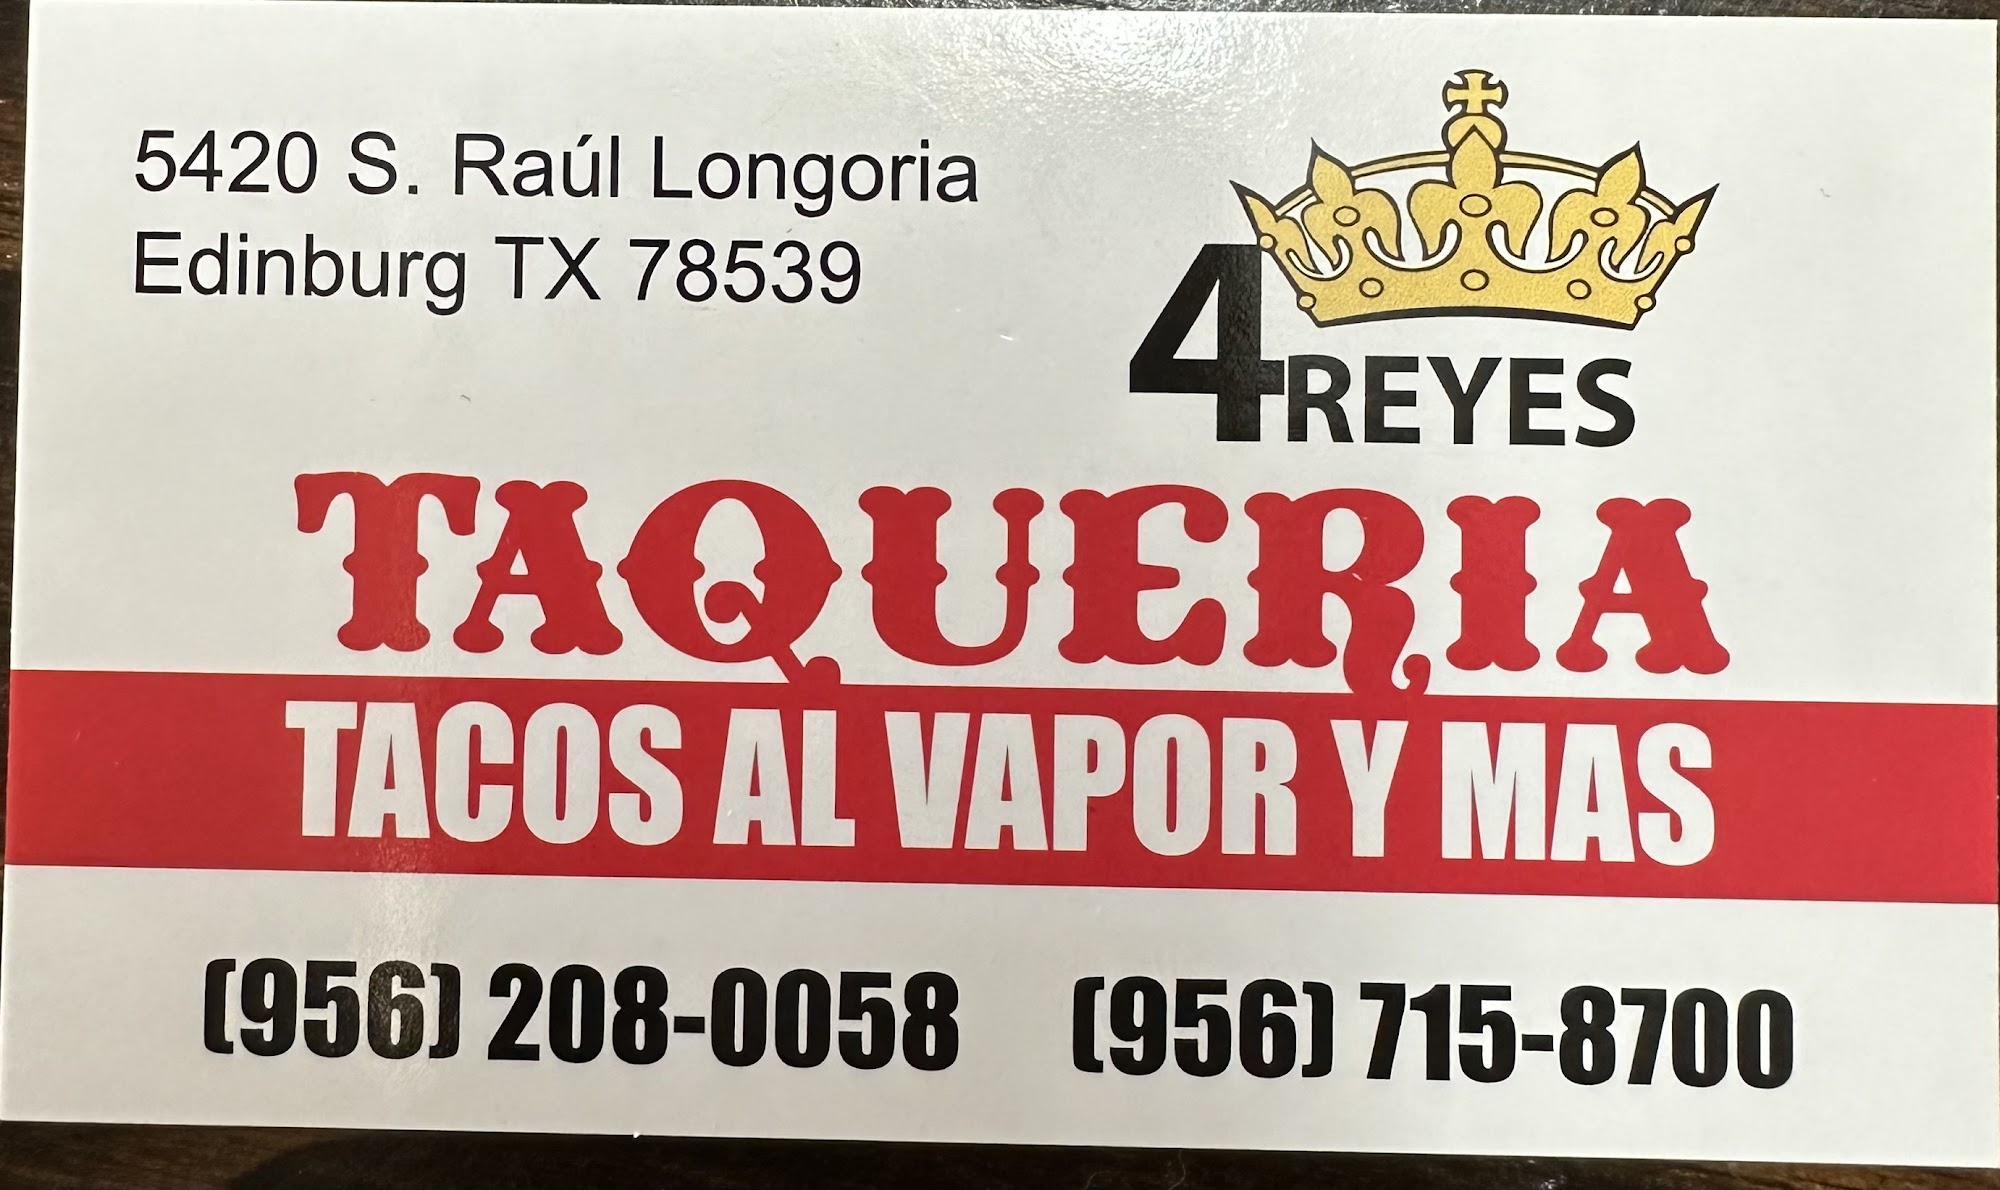 5420 S. Raúl Longoria
Edinburg TX 78539
4 REYES
TAQUERIA
TACOS AL VAPOR Y MAS
(956) 208-0058 (956) 715-8700